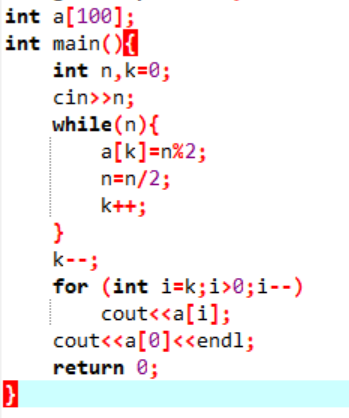 int a[100];
int main(){
    int n,k=0;
    cin>>n;
    while(n){
        a[k]=n%2;
        n=n/2;
        k++;
    }
    k--;
    for (int i=k;i>0;i--)
        cout<<a[i];
    cout<<a[0]<<endl;
    return 0;
}